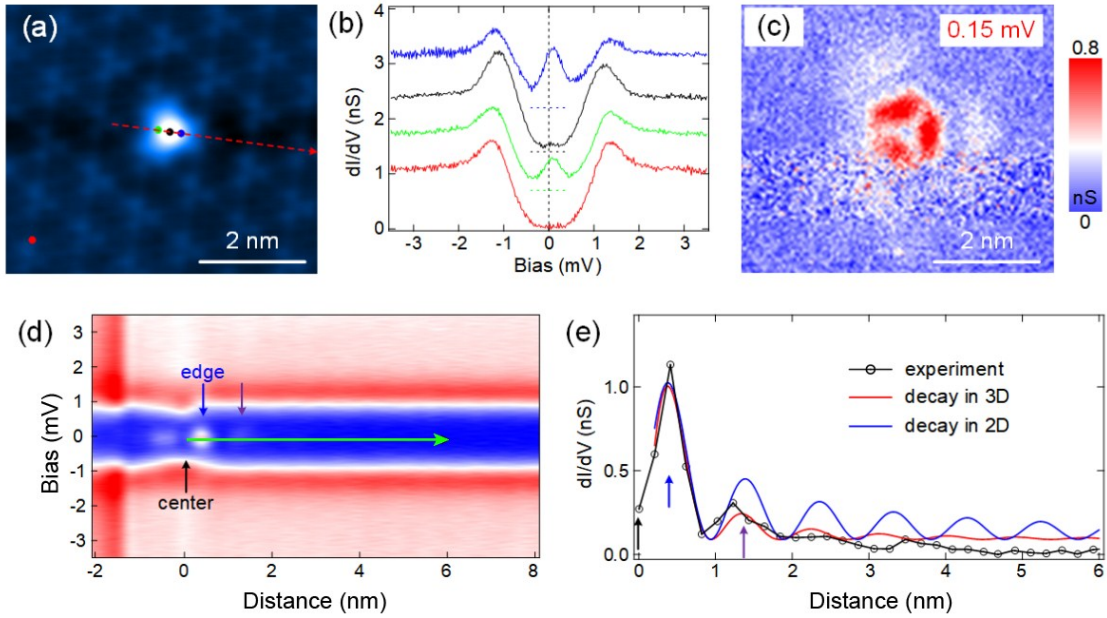 (a)
2 nm
(b)
dI/dV (nS)
4
3
2
1
0
-3 -2 -1 0 1 2 3
Bias (mV)
(c)
0.15 mV
2 nm
0.8
nS
0
(d)
Bias (mV)
3
2
1
0
-1
-2
-3
edge
center
-2 0 2 4 6 8
Distance (nm)
(e)
dI/dV (nS)
1.0
0.5
0.0
experiment
decay in 3D
decay in 2D
0 1 2 3 4 5 6
Distance (nm)